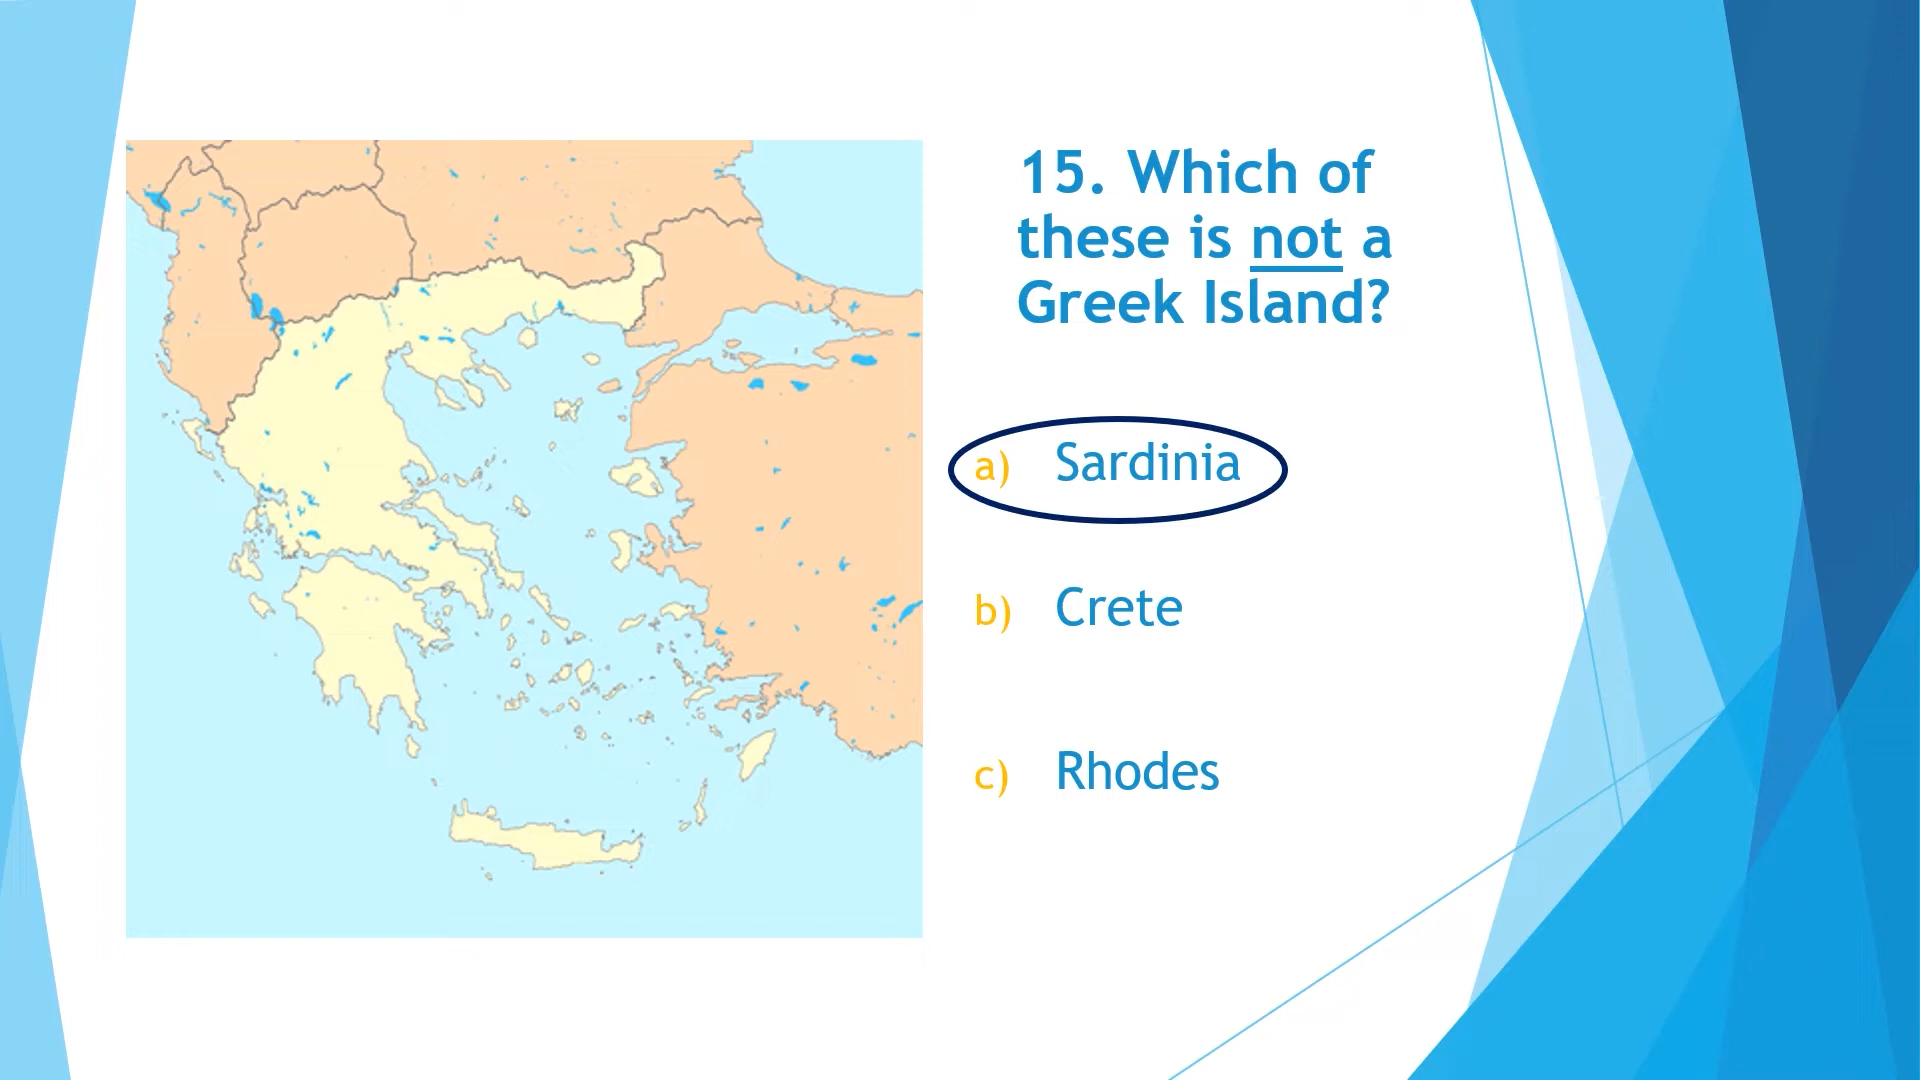 15. Which of
these is not a
Greek Island?
a) Sardinia
b) Crete
c) Rhodes